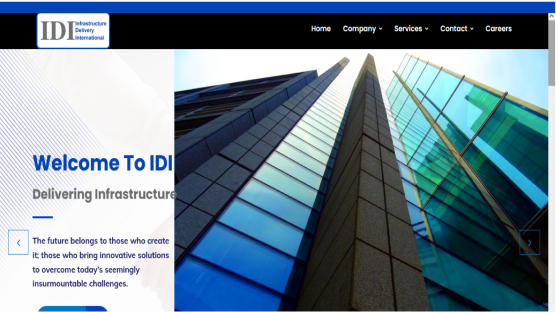 IDI Infrastructure
Delivery
International
Home Company Services Contact Careers
Welcome To IDI
Delivering Infrastructure
The future belongs to those who create
it; those who bring innovative solutions
to overcome today's seemingly
insurmountable challenges.